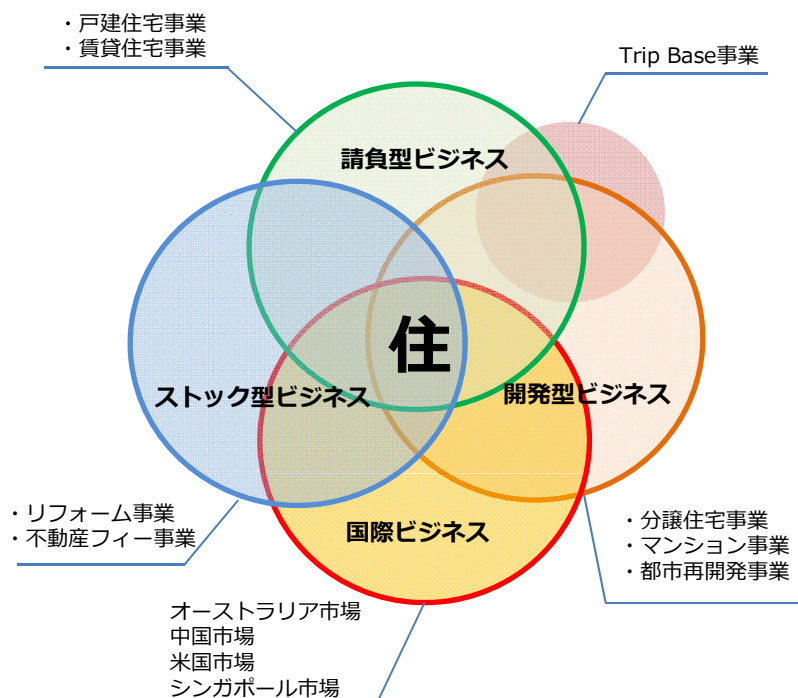 ・戸建住宅事業
・賃貸住宅事業
Trip Base事業
請負型ビジネス
住
ストック型ビジネス
開発型ビジネス
国際ビジネス
・リフォーム事業
・不動産フィー事業
・分譲住宅事業
・マンション事業
・都市再開発事業
オーストラリア市場
中国市場
米国市場
シンガポール市場